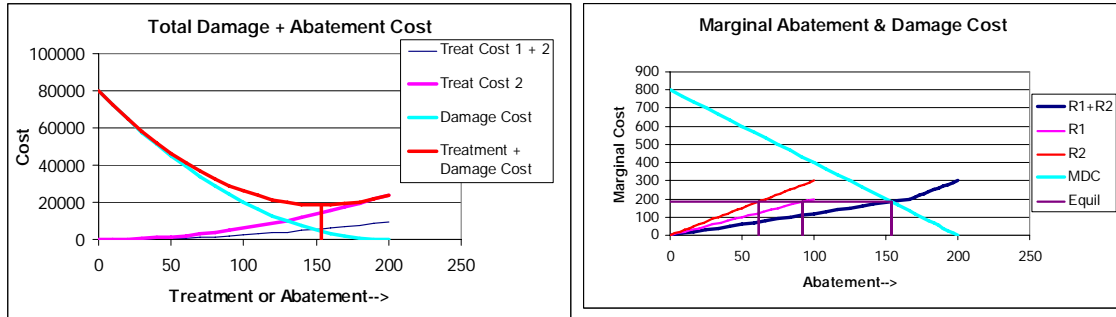 Total Damage + Abatement Cost
100000
80000
60000
40000
20000
0
Cost
0 50 100 150 200 250
Treatment or Abatement-->
Treat Cost 1 + 2
Treat Cost 2
Damage Cost
Treatment +
Damage Cost
Marginal Abatement & Damage Cost
900
800
700
600
500
400
300
200
100
0
Marginal Cost
0 50 100 150 200 250
Abatement-->
R1+R2
R1
R2
MDC
Equil